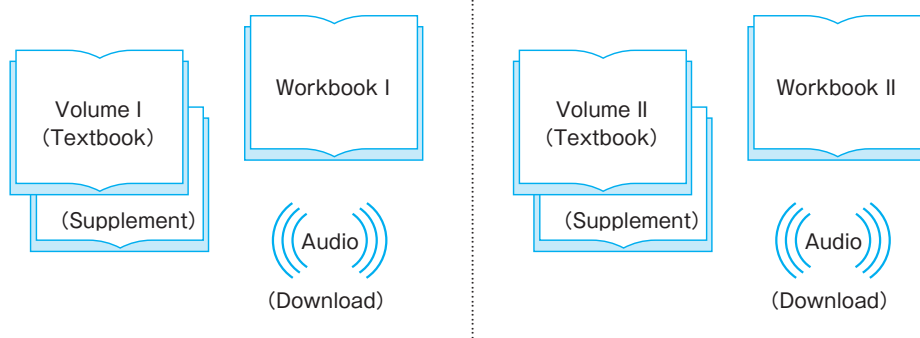 Volume I
(Textbook)
(Supplement)
Workbook I
Audio
(Download)
Volume II
(Textbook)
(Supplement)
Workbook II
Audio
(Download)